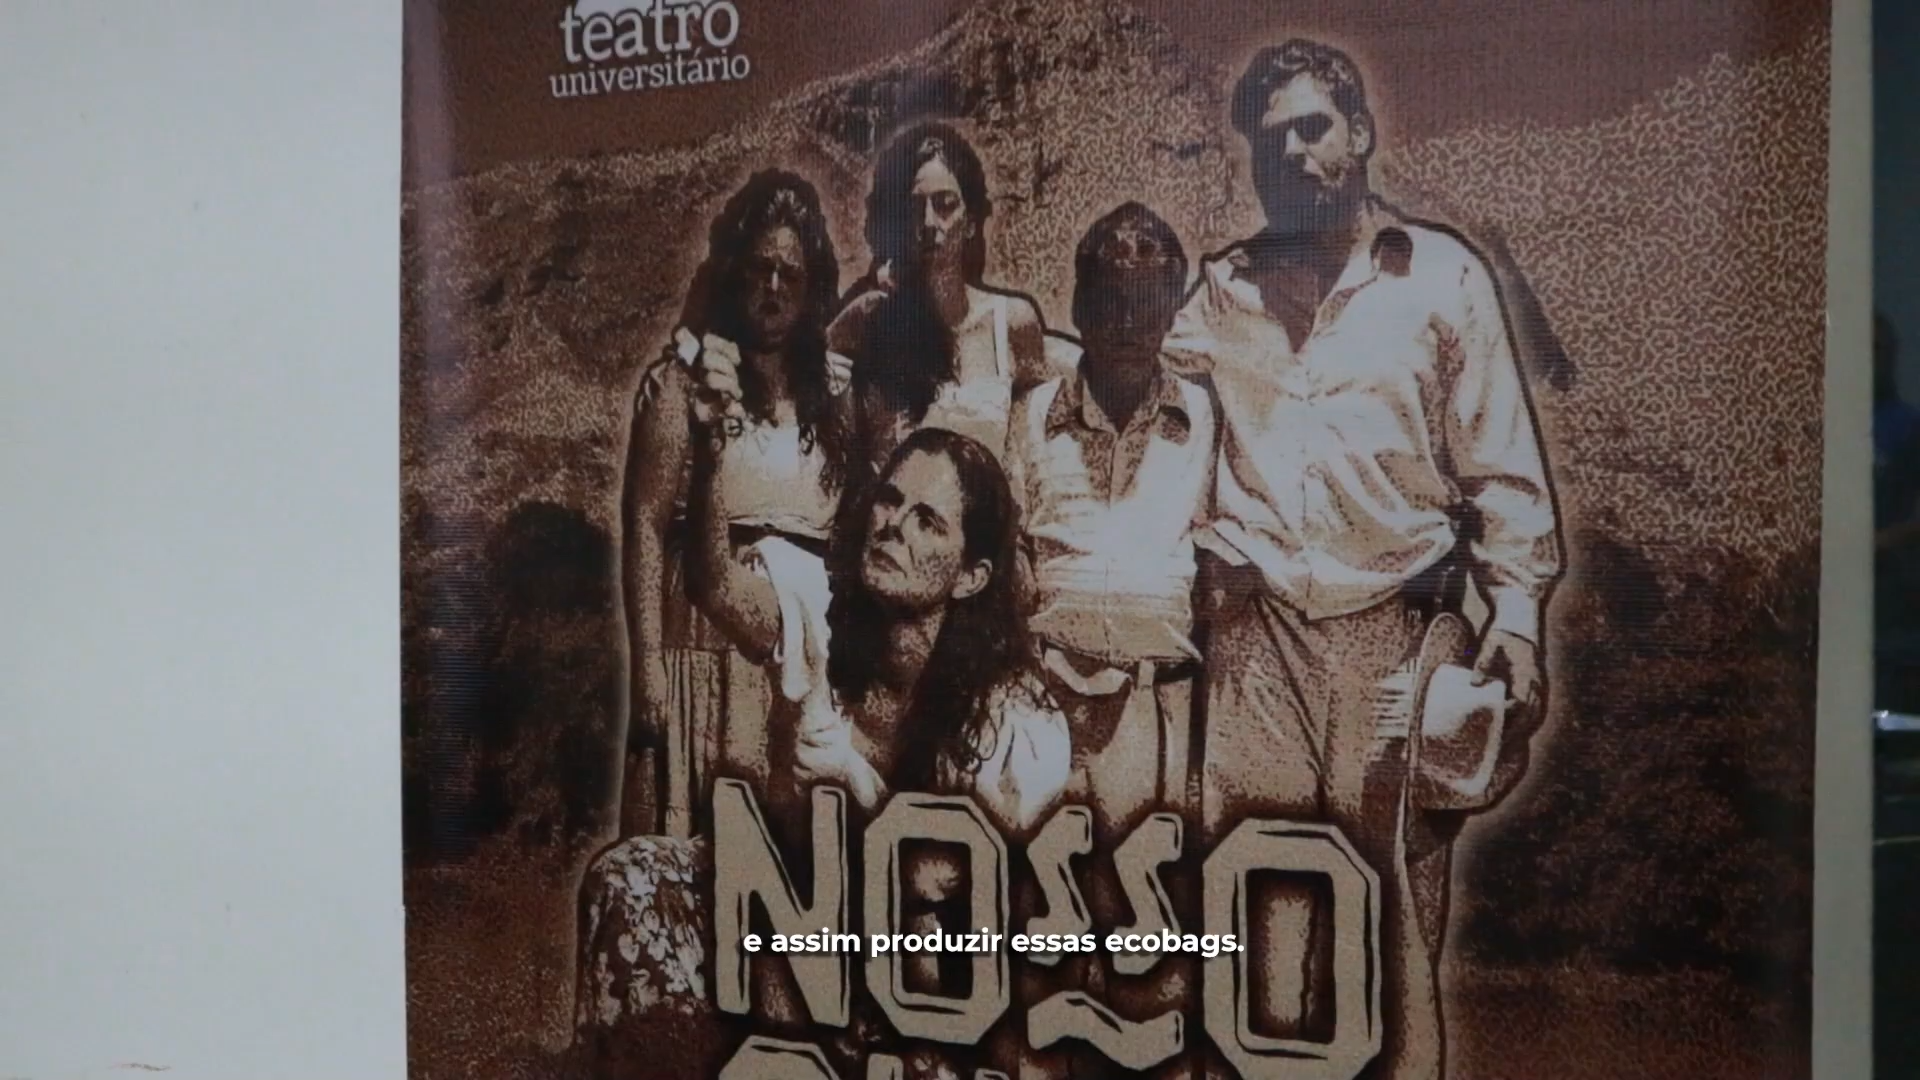 teatro
universitário
NOSSO
e assim produzir essas ecobags.